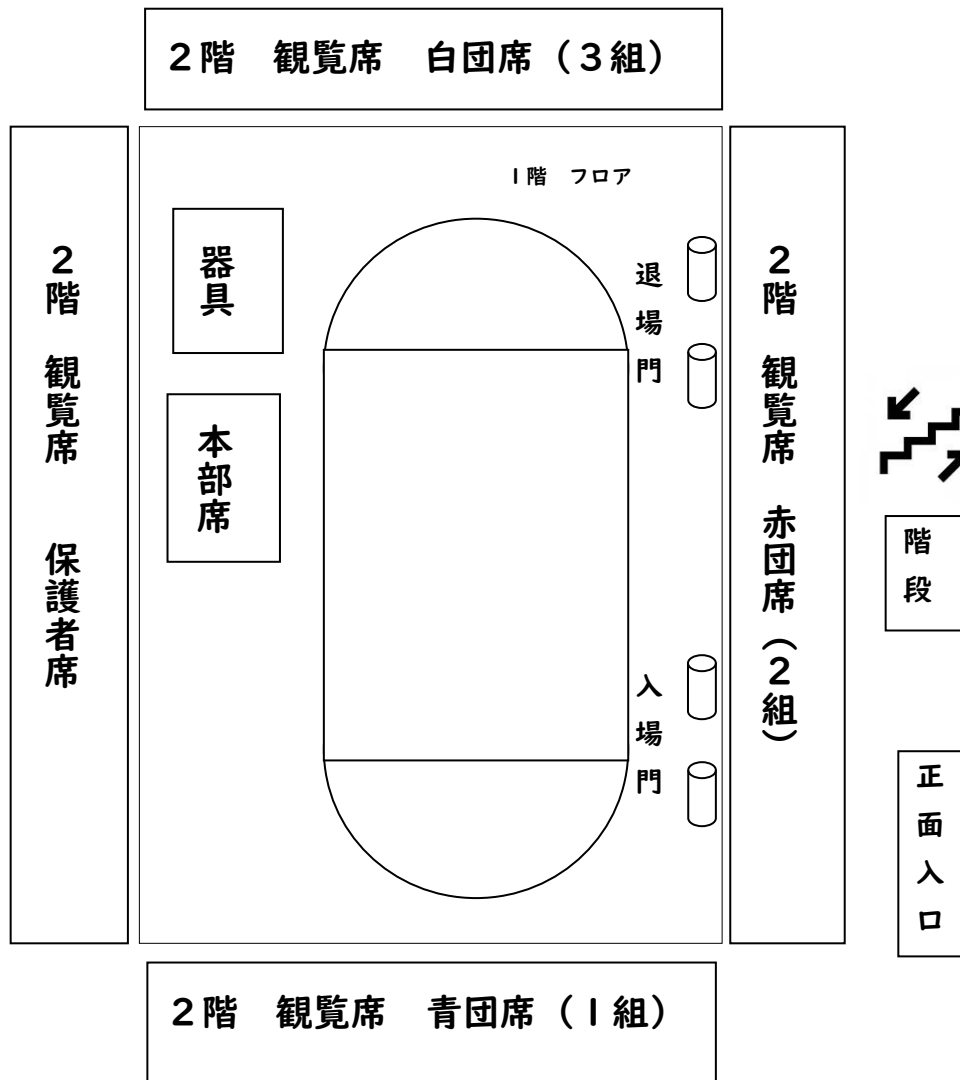 ２階　観覧席　白団席（３組）
１階　フロア
器具
本部席
退場門
入場門
２階　観覧席　保護者席
２階　観覧席　赤団席（２組）
階段
正面入口
２階　観覧席　青団席（１組）